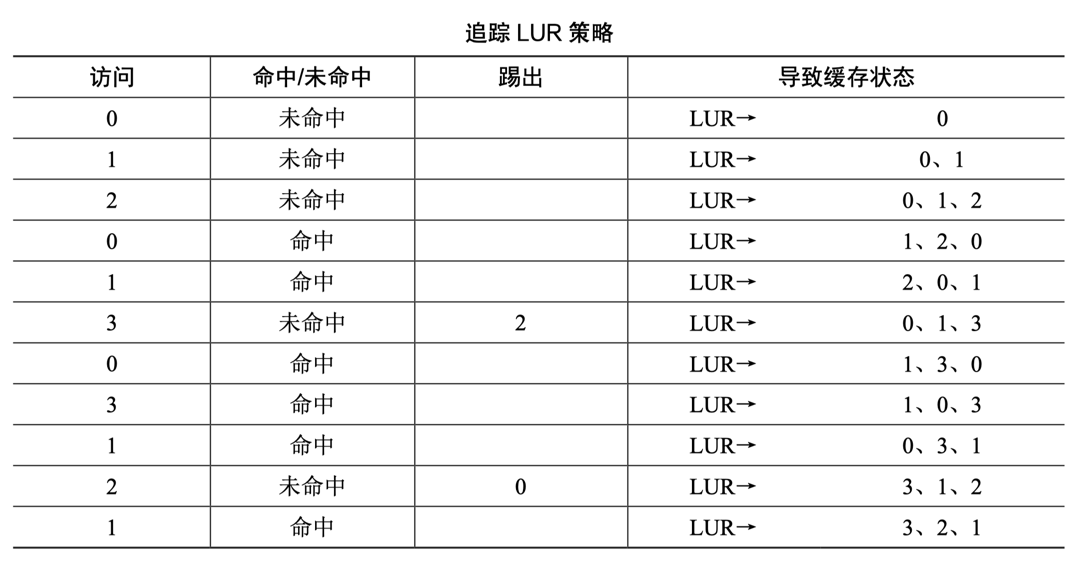 追踪 LUR 策略
访问 命中/未命中 踢出 导致缓存状态
0 未命中 LUR→ 0
1 未命中 LUR→ 0、1
2 未命中 LUR→ 0、1、2
0 命中 LUR→ 1、2、0
1 命中 LUR→ 2、0、1
3 未命中 2 LUR→ 0、1、3
0 命中 LUR→ 1、3、0
3 命中 LUR→ 1、0、3
1 命中 LUR→ 0、3、1
2 未命中 0 LUR→ 3、1、2
1 命中 LUR→ 3、2、1